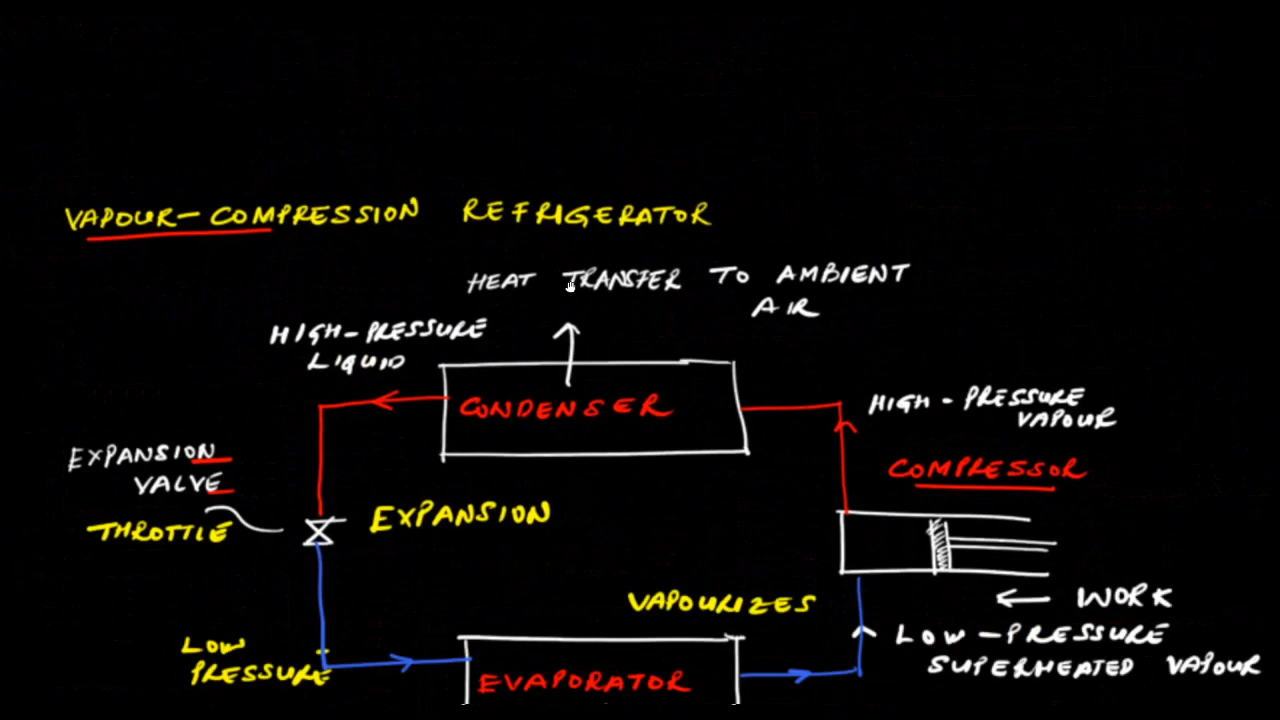 VAPOUR-COMPRESSION REFRIGERATOR
HEAT TRANSFER TO AMBIENT
AIR
HIGH-PRESSURE
LIQUID
CONDENSER
HIGH-PRESSURE
VAPOUR
COMPRESSOR
EXPANSION
VALVE
THROTTLE
EXPANSION
VAPOURIZES
WORK
LOW
PRESSURE
EVAPORATOR
LOW-PRESSURE
SUPERHEATED VAPOUR